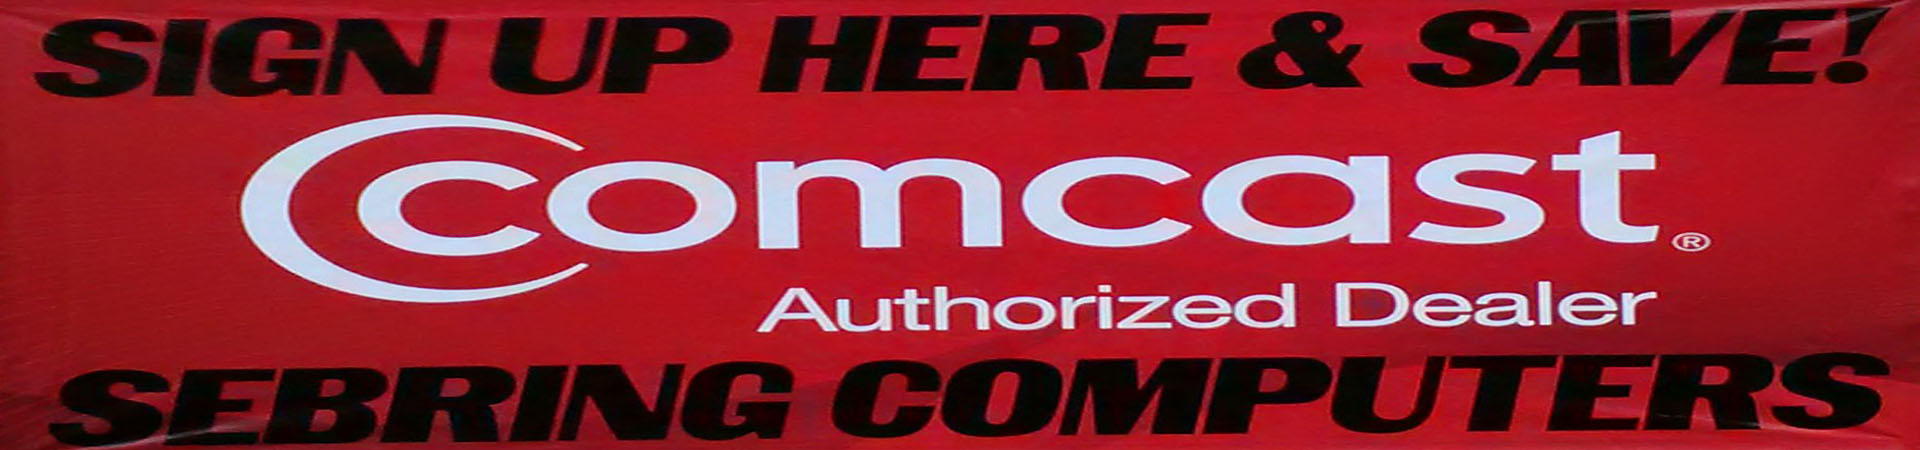 SIGN UP HERE & SAVE!
comcast®
Authorized Dealer
SEBRING COMPUTERS